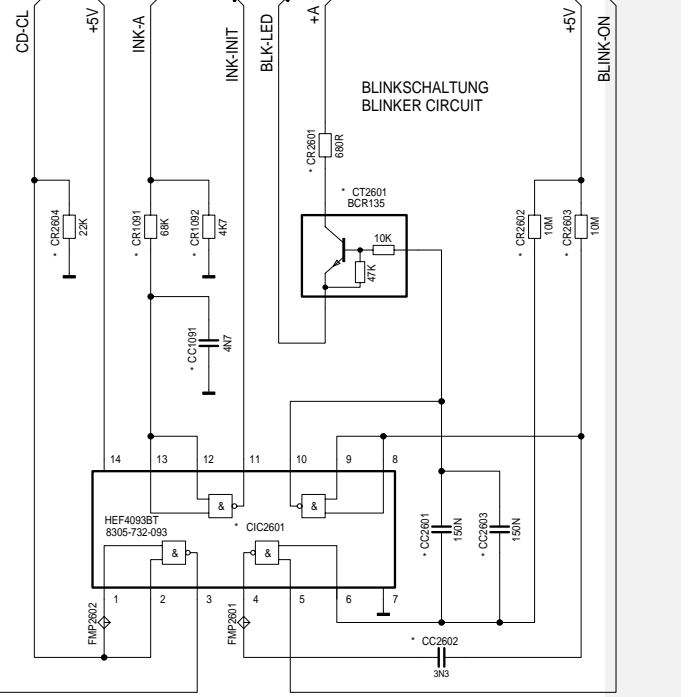 CD-CL
+5V
INK-A
INK-INIT
BLK-LED
+A
+5V
BLINK-ON
BLINKSCHALTUNG
BLINKER CIRCUIT
* CR2601
680R
* CT2601
BCR135
10K
47K
* CR2604
22K
* CR1091
68K
* CR1092
4K7
* CR2602
10M
* CR2603
10M
* CC1091
4N7
14
13
12
11
10
9
8
&
&
HEF4093BT
8305-732-093
* CIC2601
&
&
* CC2601
150N
* CC2603
150N
1
2
3
4
5
6
7
FMP2602
FMP2601
* CC2602
3N3